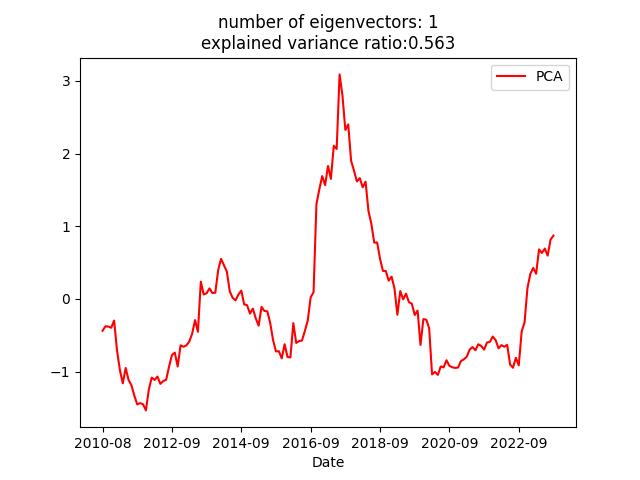 number of eigenvectors: 1
explained variance ratio:0.563
PCA
3
2
1
0
−1
2010-08 2012-09 2014-09 2016-09 2018-09 2020-09 2022-09
Date